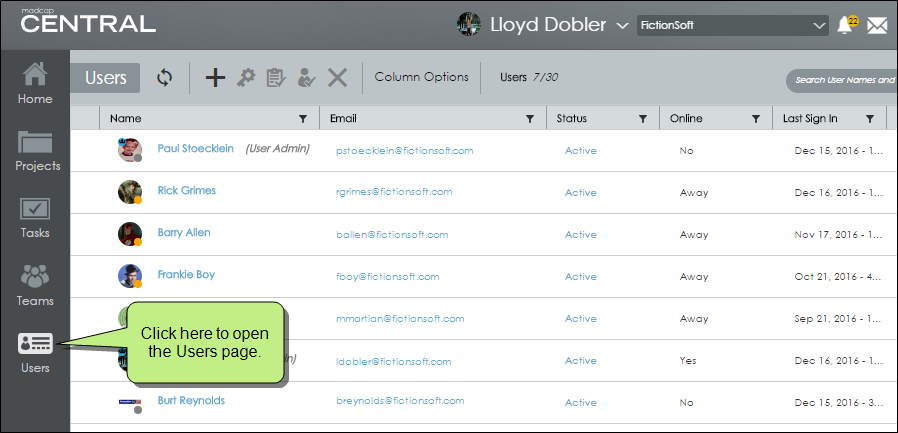 madcap
CENTRAL
Lloyd Dobler
FictionSoft
22
Home
Projects
Tasks
Teams
Users
Users
Column Options
Users 7/30
Search User Names and
Name Email Status Online Last Sign In
Paul Stoecklein (User Admin) pstoecklein@fictionsoft.com Active No Dec 15, 2016 - 1...
Rick Grimes rgrimes@fictionsoft.com Active Away Dec 16, 2016 - 1...
Barry Allen ballen@fictionsoft.com Active Away Nov 17, 2016 - 1...
Frankie Boy fboy@fictionsoft.com Active Away Oct 21, 2016 - 4...
mmartian@fictionsoft.com Active Away Sep 21, 2016 - 1...
ldobler@fictionsoft.com Active Yes Dec 16, 2016 - 1...
Burt Reynolds breynolds@fictionsoft.com Active No Dec 15, 2016 - 3...
Click here to open
the Users page.